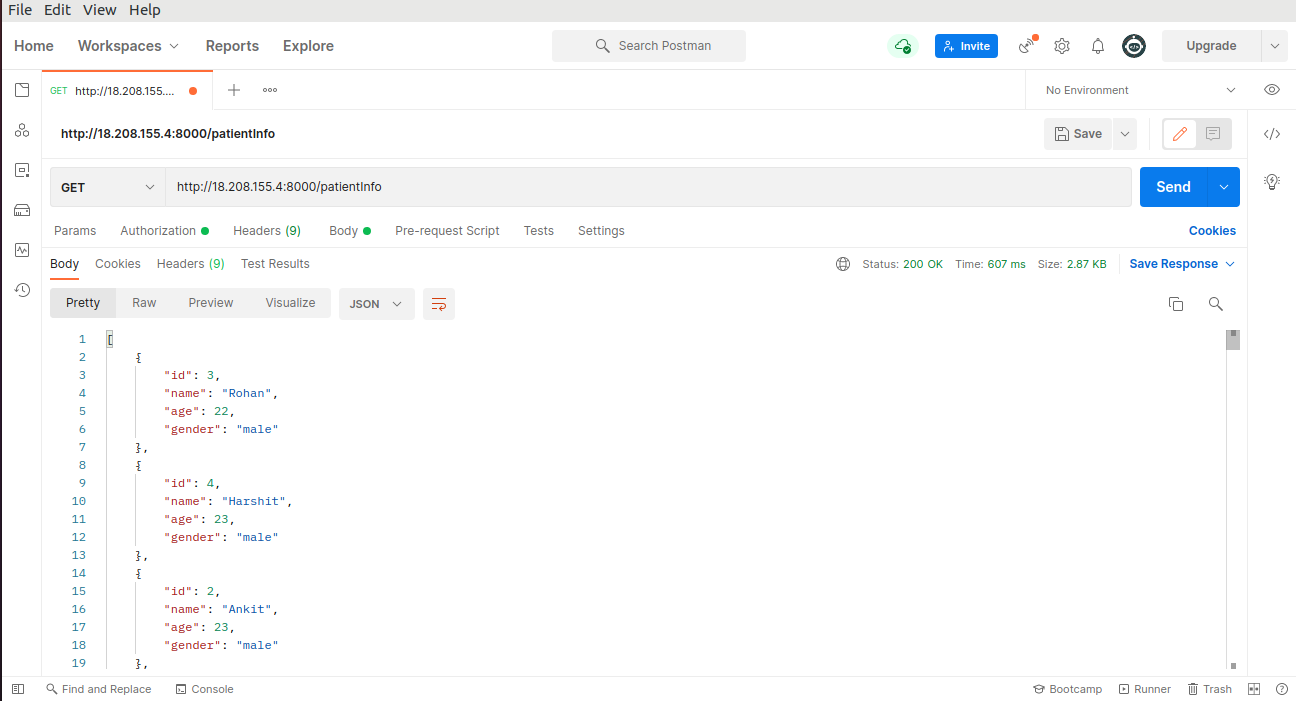 File Edit View Help
Home Workspaces Reports Explore Search Postman Invite Upgrade
GET http://18.208.155.... No Environment
http://18.208.155.4:8000/patientInfo Save
GET http://18.208.155.4:8000/patientInfo Send
Params Authorization Headers (9) Body Pre-request Script Tests Settings Cookies
Body Cookies Headers (9) Test Results Status: 200 OK Time: 607 ms Size: 2.87 KB Save Response
Pretty Raw Preview Visualize JSON
1 [
2 {
3 "id": 3,
4 "name": "Rohan",
5 "age": 22,
6 "gender": "male"
7 },
8 {
9 "id": 4,
10 "name": "Harshit",
11 "age": 23,
12 "gender": "male"
13 },
14 {
15 "id": 2,
16 "name": "Ankit",
17 "age": 23,
18 "gender": "male"
19 },
Find and Replace Console Bootcamp Runner Trash